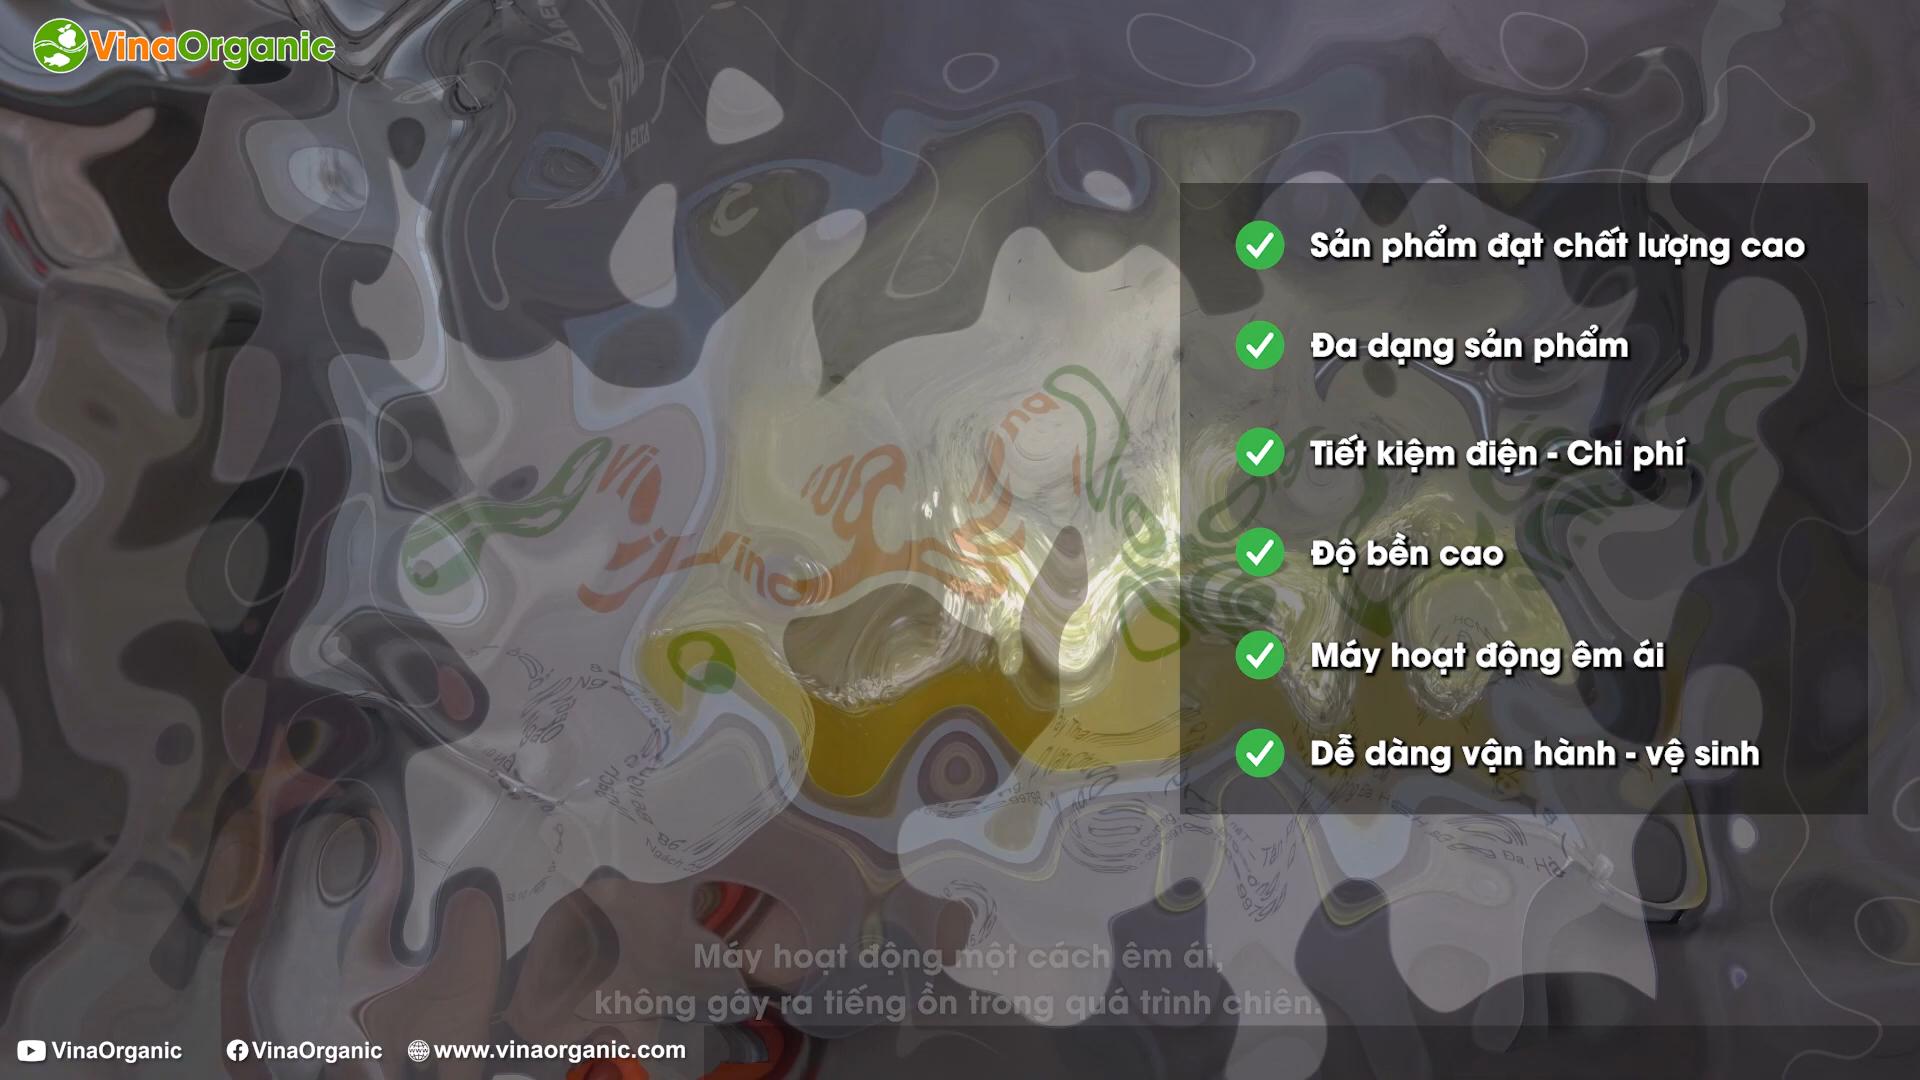 VinaOrganic
Sản phẩm đạt chất lượng cao
Đa dạng sản phẩm
Tiết kiệm điện - Chi phí
Độ bền cao
Máy hoạt động êm ái
Dễ dàng vận hành - vệ sinh
Máy hoạt động một cách êm ái,
không gây ra tiếng ồn trong quá trình chiên.
VinaOrganic
VinaOrganic
www.vinaorganic.com